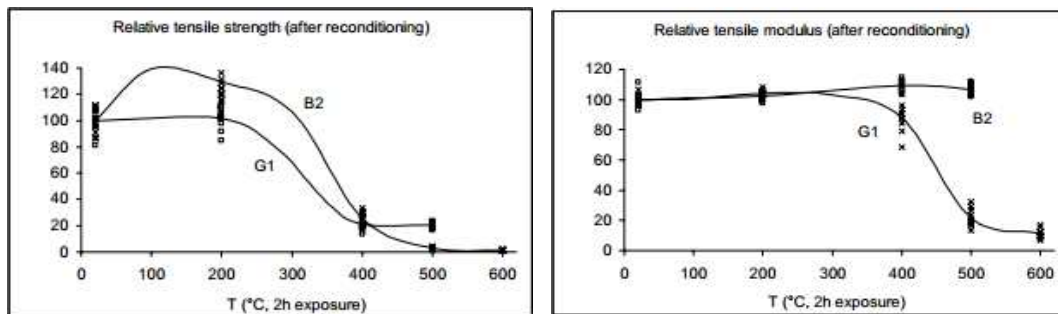 Relative tensile strength (after reconditioning)
140
120
100
80
60
40
20
0
B2
G1
0 100 200 300 400 500 600
T (°C, 2h exposure)
Relative tensile modulus (after reconditioning)
120
100
80
60
40
20
0
G1
B2
0 100 200 300 400 500 600
T (°C, 2h exposure)